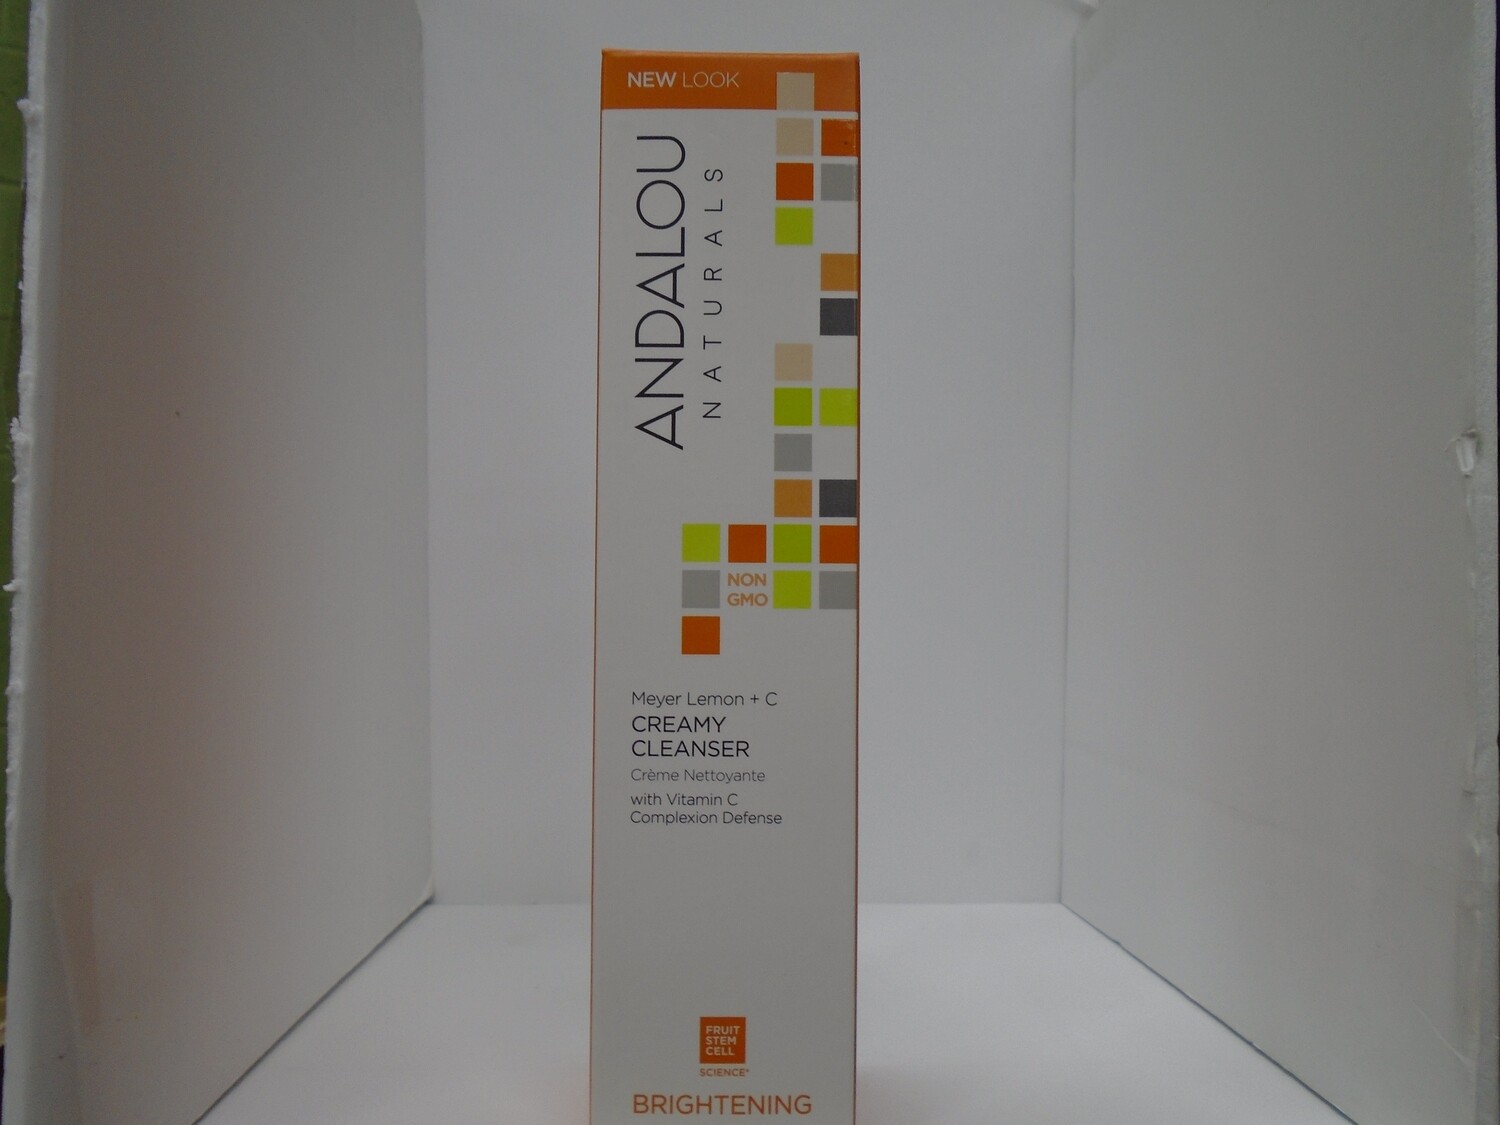 NEW LOOK
ANDALOU
NATURALS
NON
GMO
Meyer Lemon + C
CREAMY
CLEANSER
Crème Nettoyante
with Vitamin C
Complexion Defense
FRUIT
STEM
CELL
SCIENCE®
BRIGHTENING